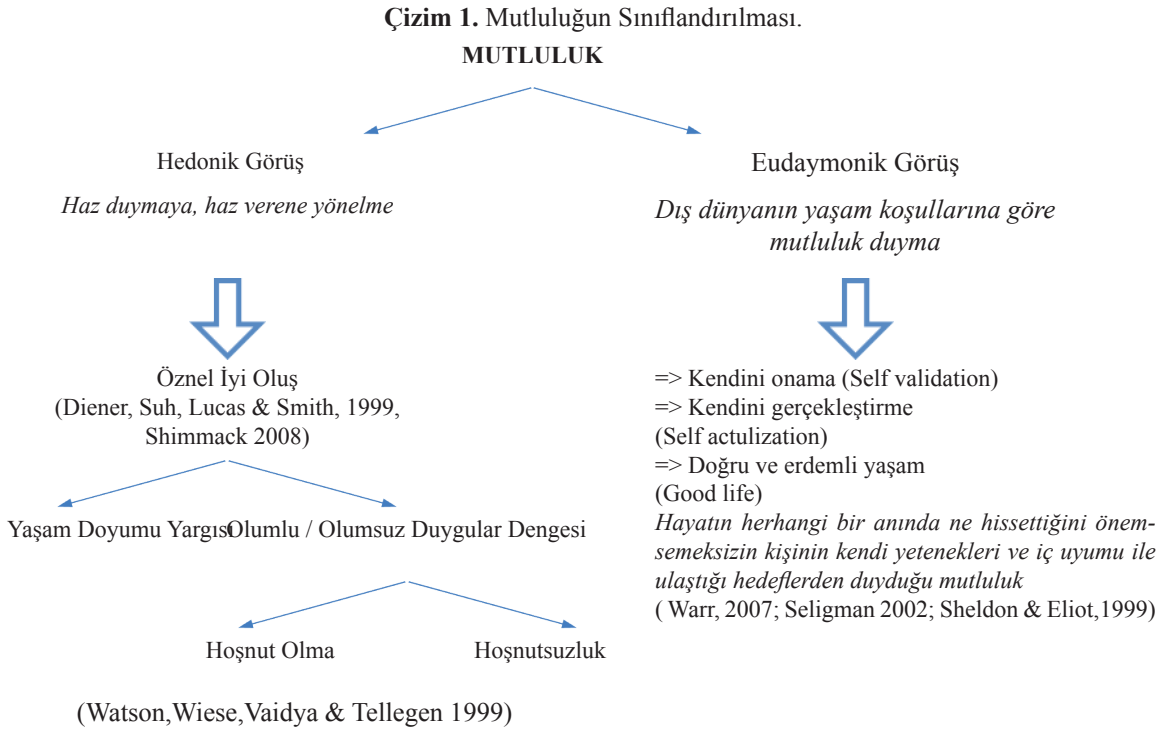 Çizim 1. Mutluluğun Sınıflandırılması.
MUTLULUK
Hedonik Görüş
Haz duymaya, haz verene yönelme
Eudaymonik Görüş
Dış dünyanın yaşam koşullarına göre
mutluluk duyma
Öznel İyi Oluş
(Diener, Suh, Lucas & Smith, 1999,
Shimmack 2008)
Yaşam Doyumu Yargısı
Olumlu / Olumsuz Duygular Dengesi
Hoşnut Olma
Hoşnutsuzluk
(Watson,Wiese,Vaidya & Tellegen 1999)
=> Kendini onama (Self validation)
=> Kendini gerçekleştirme
(Self actulization)
=> Doğru ve erdemli yaşam
(Good life)
Hayatın herhangi bir anında ne hissettiğini önem-
semeksizin kişinin kendi yetenekleri ve iç uyumu ile
ulaştığı hedeflerden duyduğu mutluluk
( Warr, 2007; Seligman 2002; Sheldon & Eliot,1999)